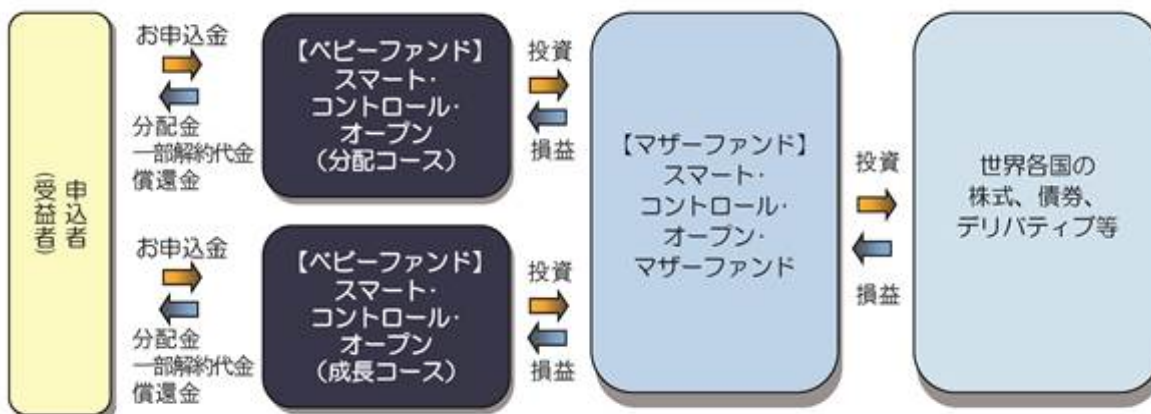 申込者
(受益者)
お申込金
分配金
一部解約代金
償還金
【ベビーファンド】
スマート・
コントロール・
オープン
(分配コース)
投資
損益
お申込金
分配金
一部解約代金
償還金
【ベビーファンド】
スマート・
コントロール・
オープン
(成長コース)
投資
損益
【マザーファンド】
スマート・
コントロール・
オープン・
マザーファンド
投資
損益
世界各国の
株式、債券、
デリバティブ等